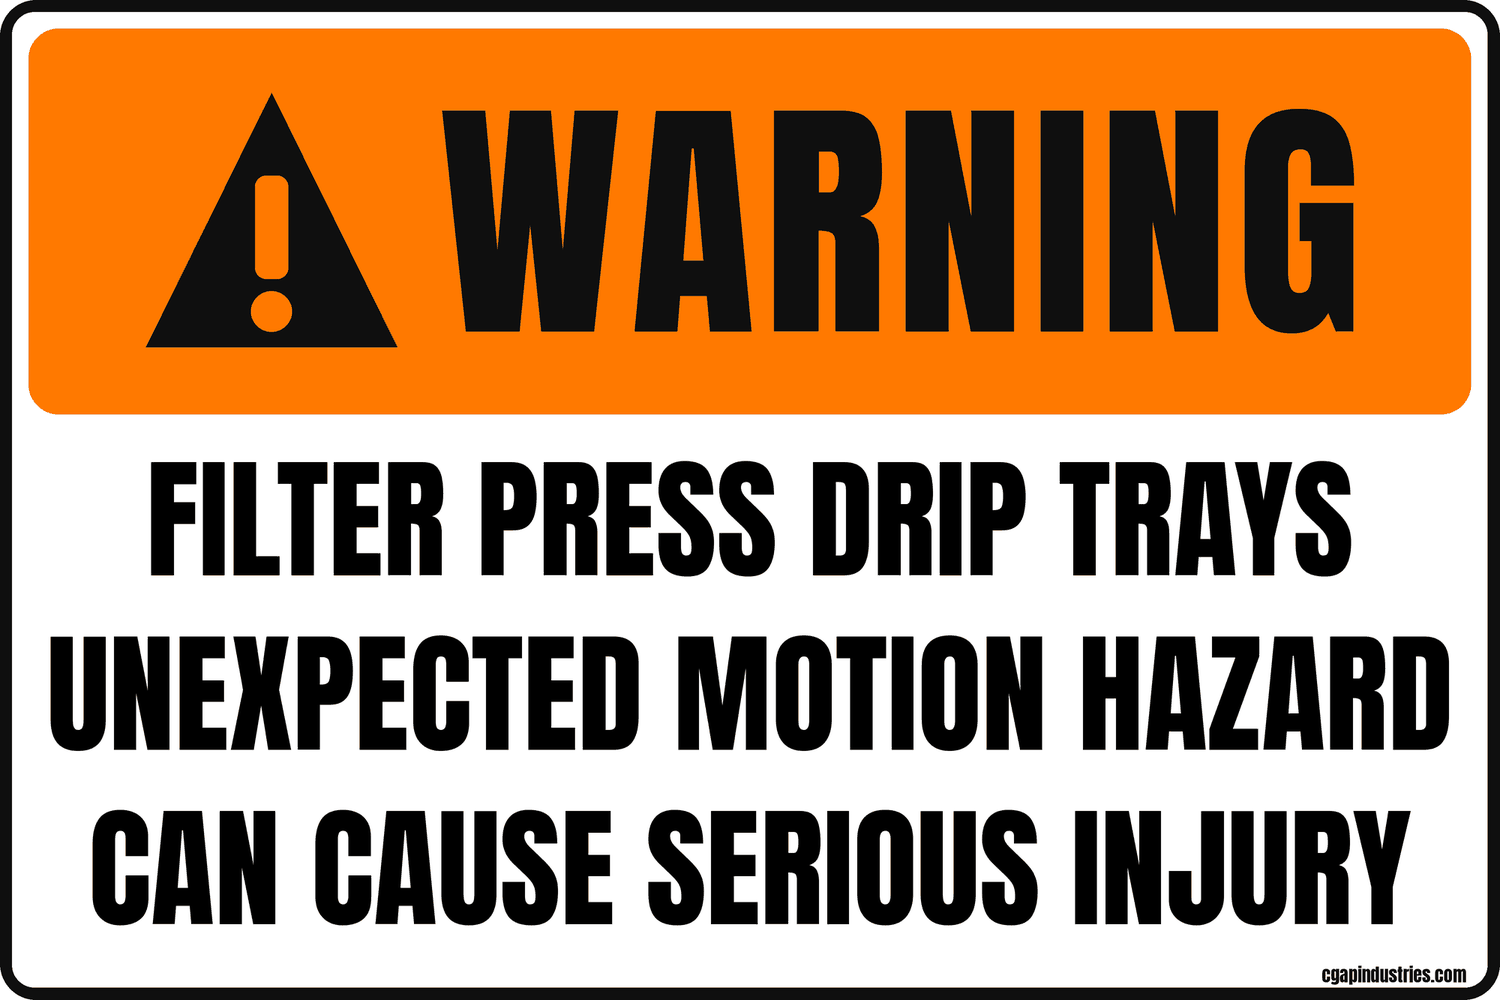 WARNING
FILTER PRESS DRIP TRAYS
UNEXPECTED MOTION HAZARD
CAN CAUSE SERIOUS INJURY
cgapindustries.com